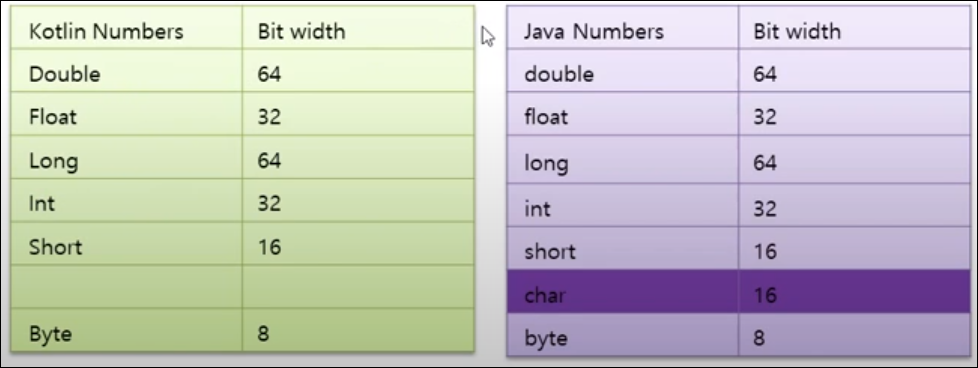 Kotlin Numbers Bit width
Double 64
Float 32
Long 64
Int 32
Short 16
Byte 8
Java Numbers Bit width
double 64
float 32
long 64
int 32
short 16
char 16
byte 8